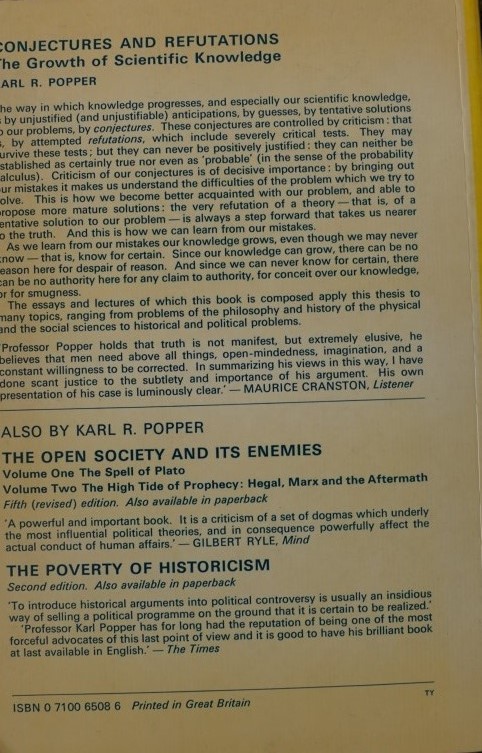 CONJECTURES AND REFUTATIONS
The Growth of Scientific Knowledge
ARL R. POPPER
he way in which knowledge progresses, and especially our scientific knowledge,
s by unjustified (and unjustifiable) anticipations, by guesses, by tentative solutions
o our problems, by conjectures. These conjectures are controlled by criticism: that
s, by attempted refutations, which include severely critical tests. They may
urvive these tests; but they can never be positively justified: they can neither be
stablished as certainly true nor even as 'probable' (in the sense of the probability
alculus). Criticism of our conjectures is of decisive importance: by bringing out
ur mistakes it makes us understand the difficulties of the problem which we try to
olve. This is how we become better acquainted with our problem, and able to
ropose more mature solutions: the very refutation of a theory — that is, of a
entative solution to our problem — is always a step forward that takes us nearer
o the truth. And this is how we can learn from our mistakes.
As we learn from our mistakes our knowledge grows, even though we may never
now — that is, know for certain. Since our knowledge can grow, there can be no
eason here for despair of reason. And since we can never know for certain, there
can be no authority here for any claim to authority, for conceit over our knowledge,
or for smugness.
The essays and lectures of which this book is composed apply this thesis to
many topics, ranging from problems of the philosophy and history of the physical
and the social sciences to historical and political problems.
'Professor Popper holds that truth is not manifest, but extremely elusive, he
believes that men need above all things, open-mindedness, imagination, and a
constant willingness to be corrected. In summarizing his views in this way, I have
done scant justice to the subtlety and importance of his argument. His own
presentation of his case is luminously clear.' — MAURICE CRANSTON, Listener
ALSO BY KARL R. POPPER
THE OPEN SOCIETY AND ITS ENEMIES
Volume One The Spell of Plato
Volume Two The High Tide of Prophecy: Hegal, Marx and the Aftermath
Fifth (revised) edition. Also available in paperback
'A powerful and important book. It is a criticism of a set of dogmas which underly
the most influential political theories, and in consequence powerfully affect the
actual conduct of human affairs.' — GILBERT RYLE, Mind
THE POVERTY OF HISTORICISM
Second edition. Also available in paperback
'To introduce historical arguments into political controversy is usually an insidious
way of selling a political programme on the ground that it is certain to be realized.'
'Professor Karl Popper has for long had the reputation of being one of the most
forceful advocates of this last point of view and it is good to have his brilliant book
at last available in English.' — The Times
TY
ISBN 0 7100 6508 6 Printed in Great Britain